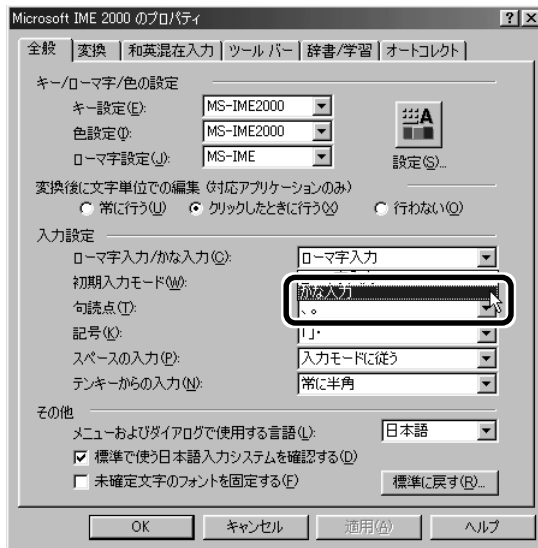 Microsoft IME 2000 のプロパティ
全般 変換 和英混在入力 ツール バー 辞書/学習 オートコレクト
キー/ローマ字/色の設定
キー設定(E): MS-IME2000
色設定(I): MS-IME2000
ローマ字設定(J): MS-IME
設定(S)...
変換後に文字単位での編集 (対応アプリケーションのみ)
常に行う(U) クリックしたときに行う(X) 行わない(O)
入力設定
ローマ字入力/かな入力(C): ローマ字入力
初期入力モード(W):
かな入力
句読点(T): 、。
記号(K): 「」・
スペースの入力(P): 入力モードに従う
テンキーからの入力(N): 常に半角
その他
メニューおよびダイアログで使用する言語(L): 日本語
標準で使う日本語入力システムを確認する(D)
未確定文字のフォントを固定する(F) 標準に戻す(R)...
OK キャンセル 適用(A) ヘルプ